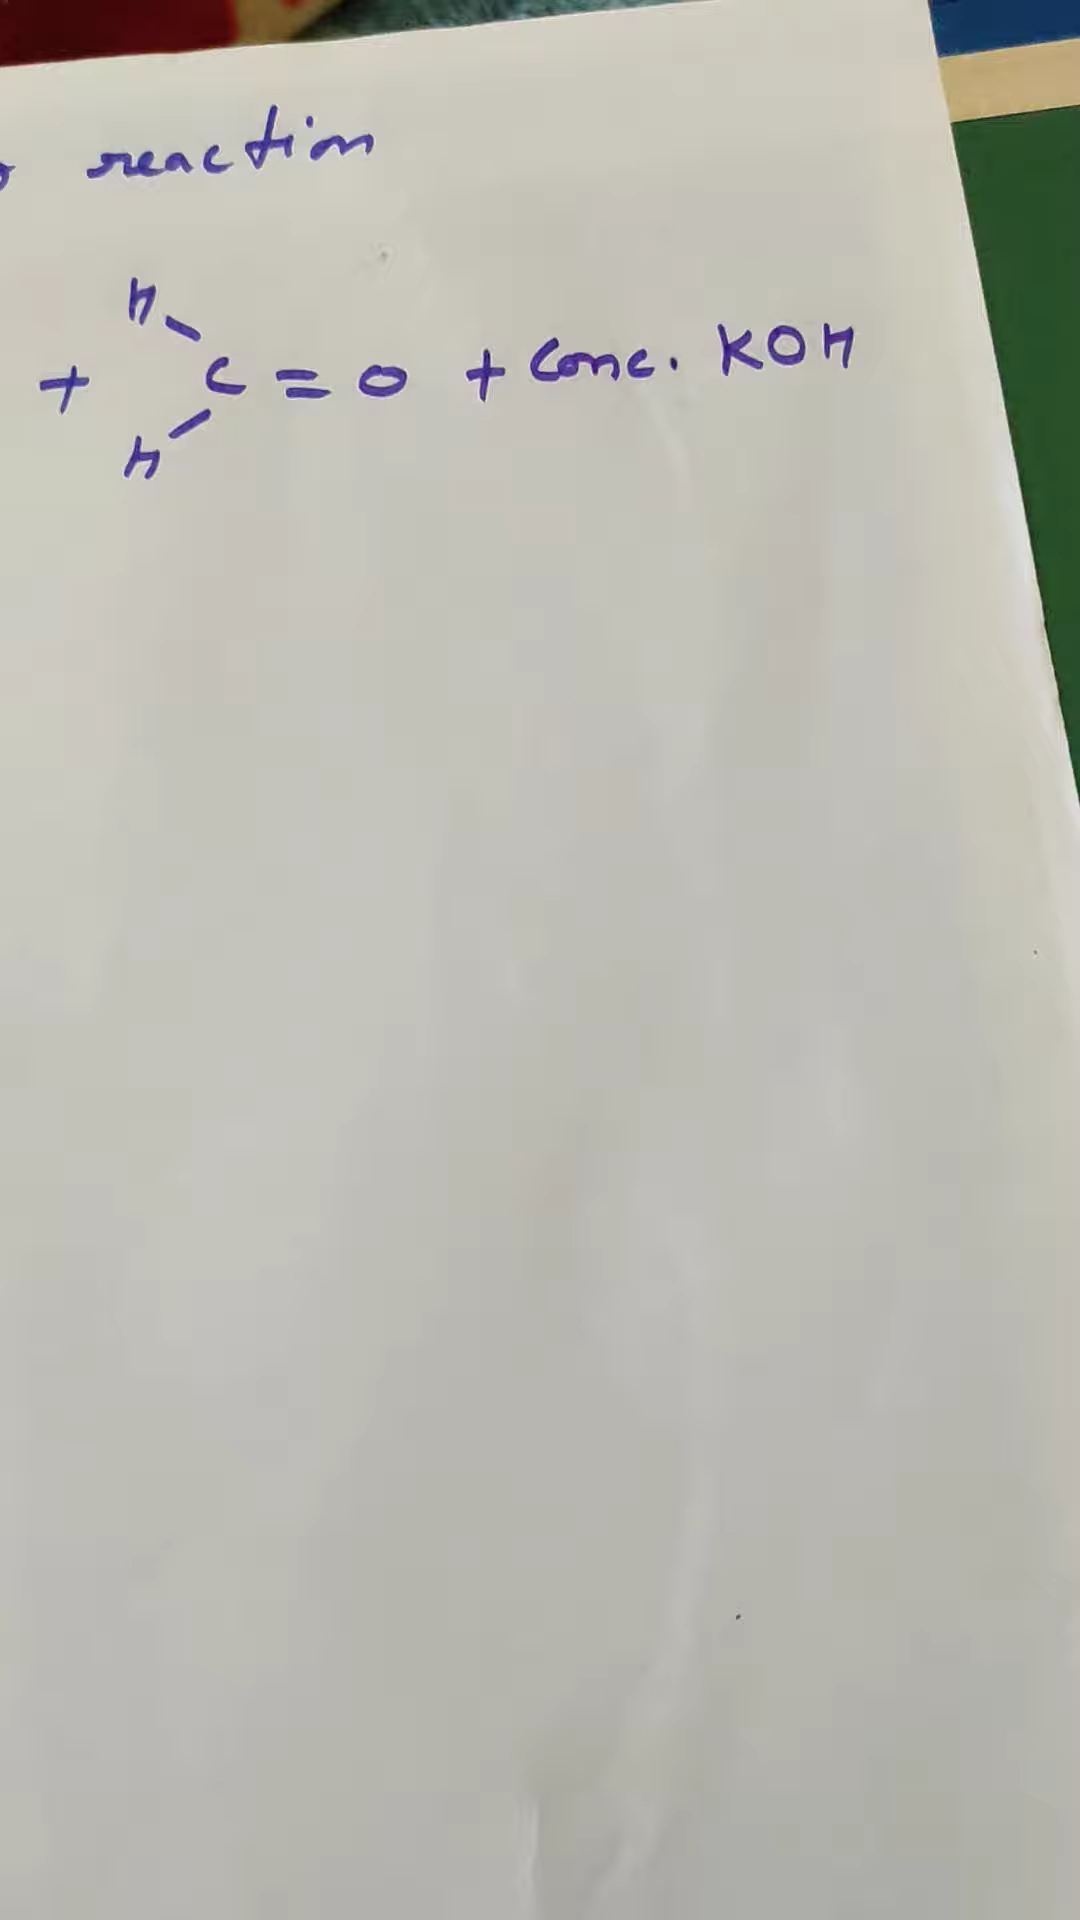 reaction
H
+ C = O + Conc. KOH
H